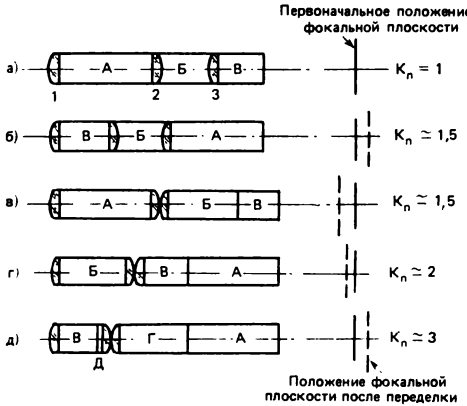 Первоначальное положение
фокальной плоскости
а) А Б В Kп = 1
1 2 3
б) В Б А Kп ≃ 1,5
в) А Б В Kп ≃ 1,5
г) Б В А Kп ≃ 2
д) В Г А Kп ≃ 3
Д
Положение фокальной
плоскости после переделки